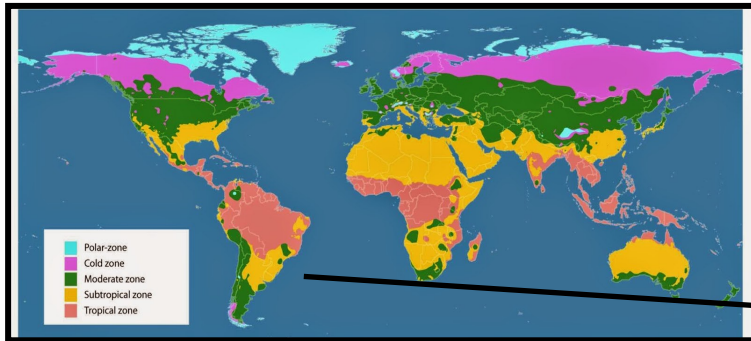 Polar-zone
Cold zone
Moderate zone
Subtropical zone
Tropical zone